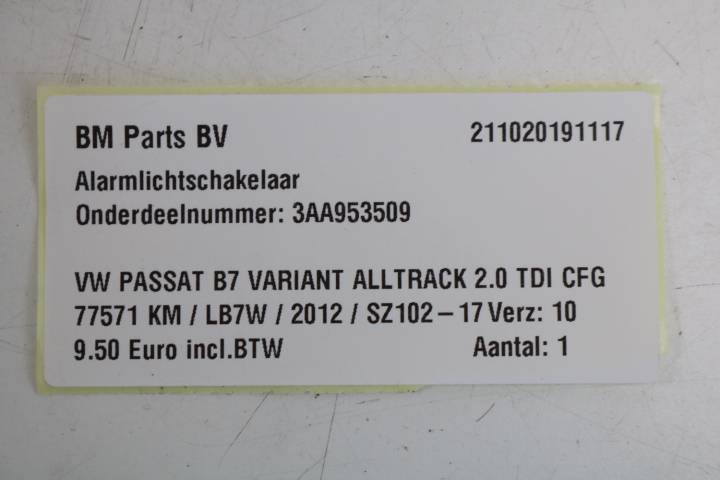 BM Parts BV 211020191117
Alarmlichtschakelaar
Onderdeelnummer: 3AA953509
VW PASSAT B7 VARIANT ALLTRACK 2.0 TDI CFG
77571 KM / LB7W / 2012 / SZ102-17 Verz: 10
9.50 Euro incl.BTW Aantal: 1